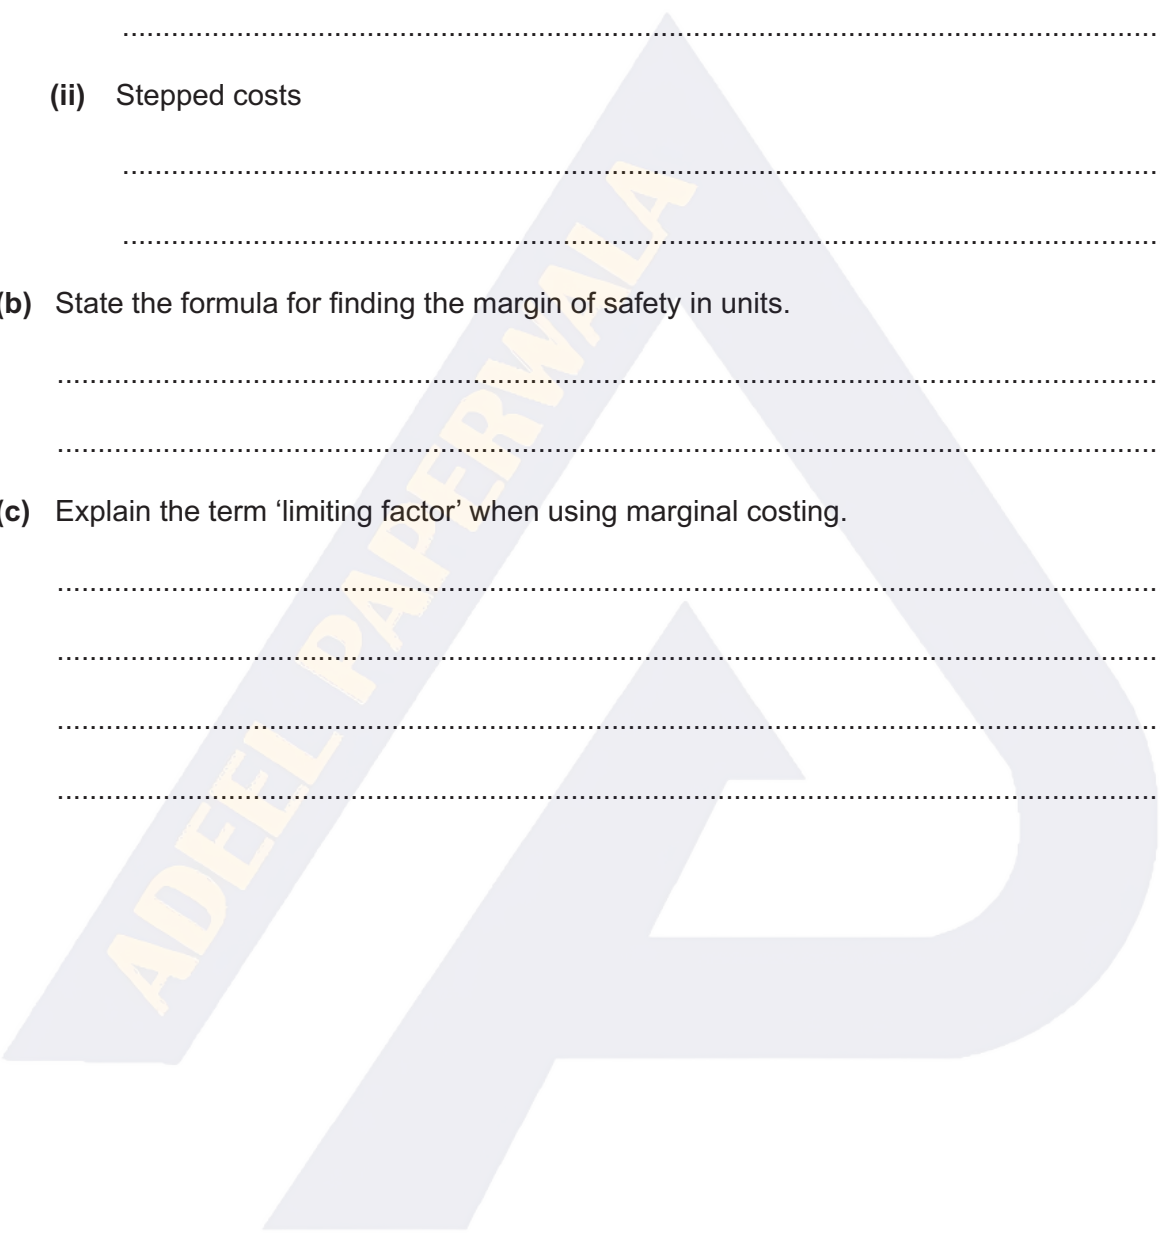 (ii) Stepped costs
(b) State the formula for finding the margin of safety in units.
(c) Explain the term ‘limiting factor’ when using marginal costing.
ADEEL PAPERWALA